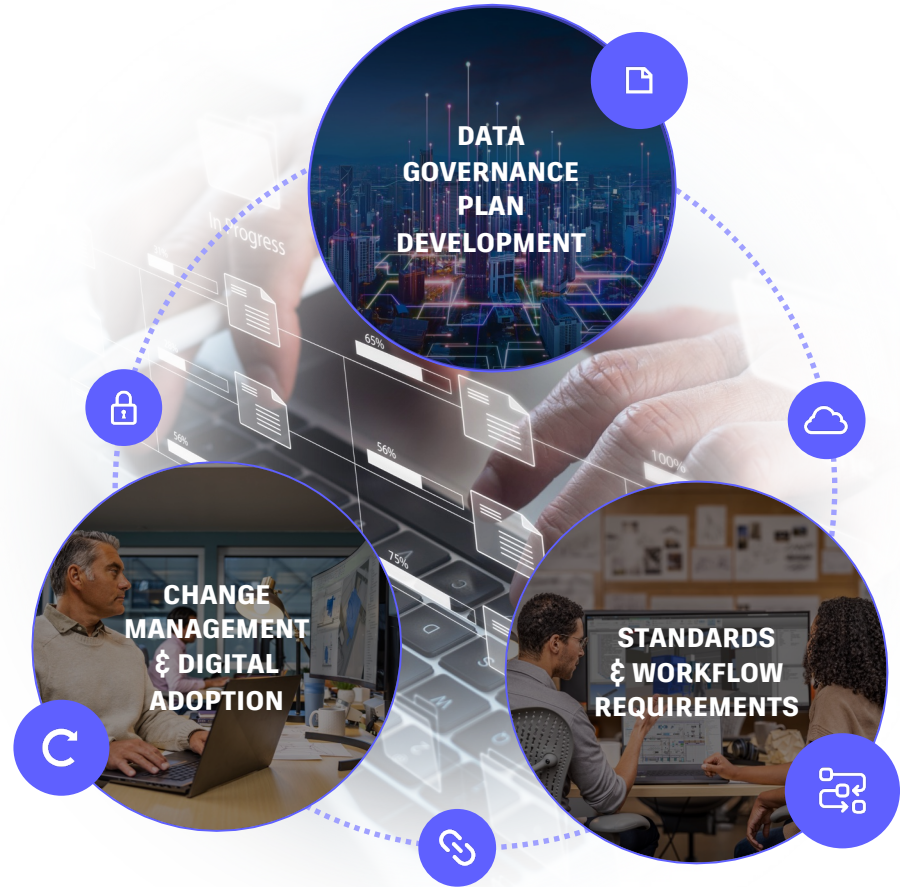 DATA
GOVERNANCE
PLAN
DEVELOPMENT
In Progress
65%
56%
56%
100%
75%
CHANGE
MANAGEMENT
& DIGITAL
ADOPTION
STANDARDS
& WORKFLOW
REQUIREMENTS
C
D
S
W